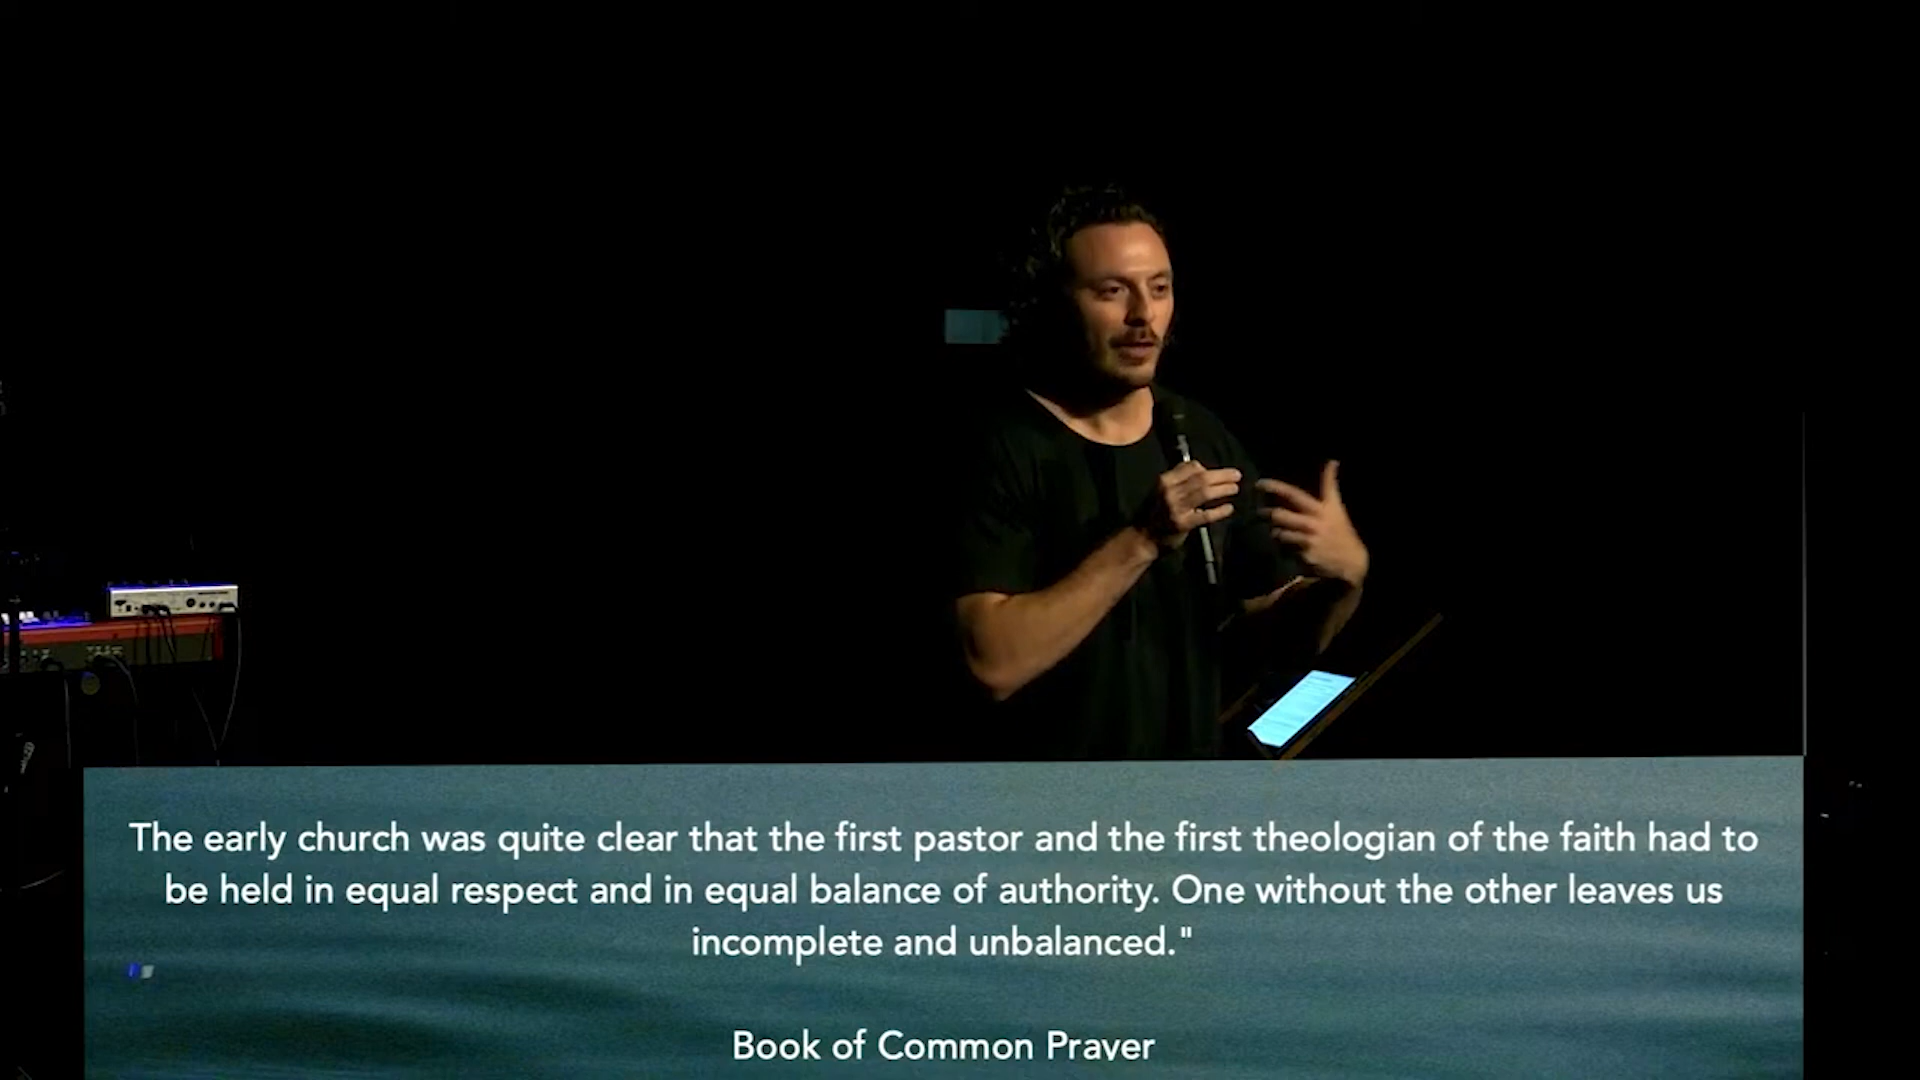 The early church was quite clear that the first pastor and the first theologian of the faith had to
be held in equal respect and in equal balance of authority. One without the other leaves us
incomplete and unbalanced."
Book of Common Prayer